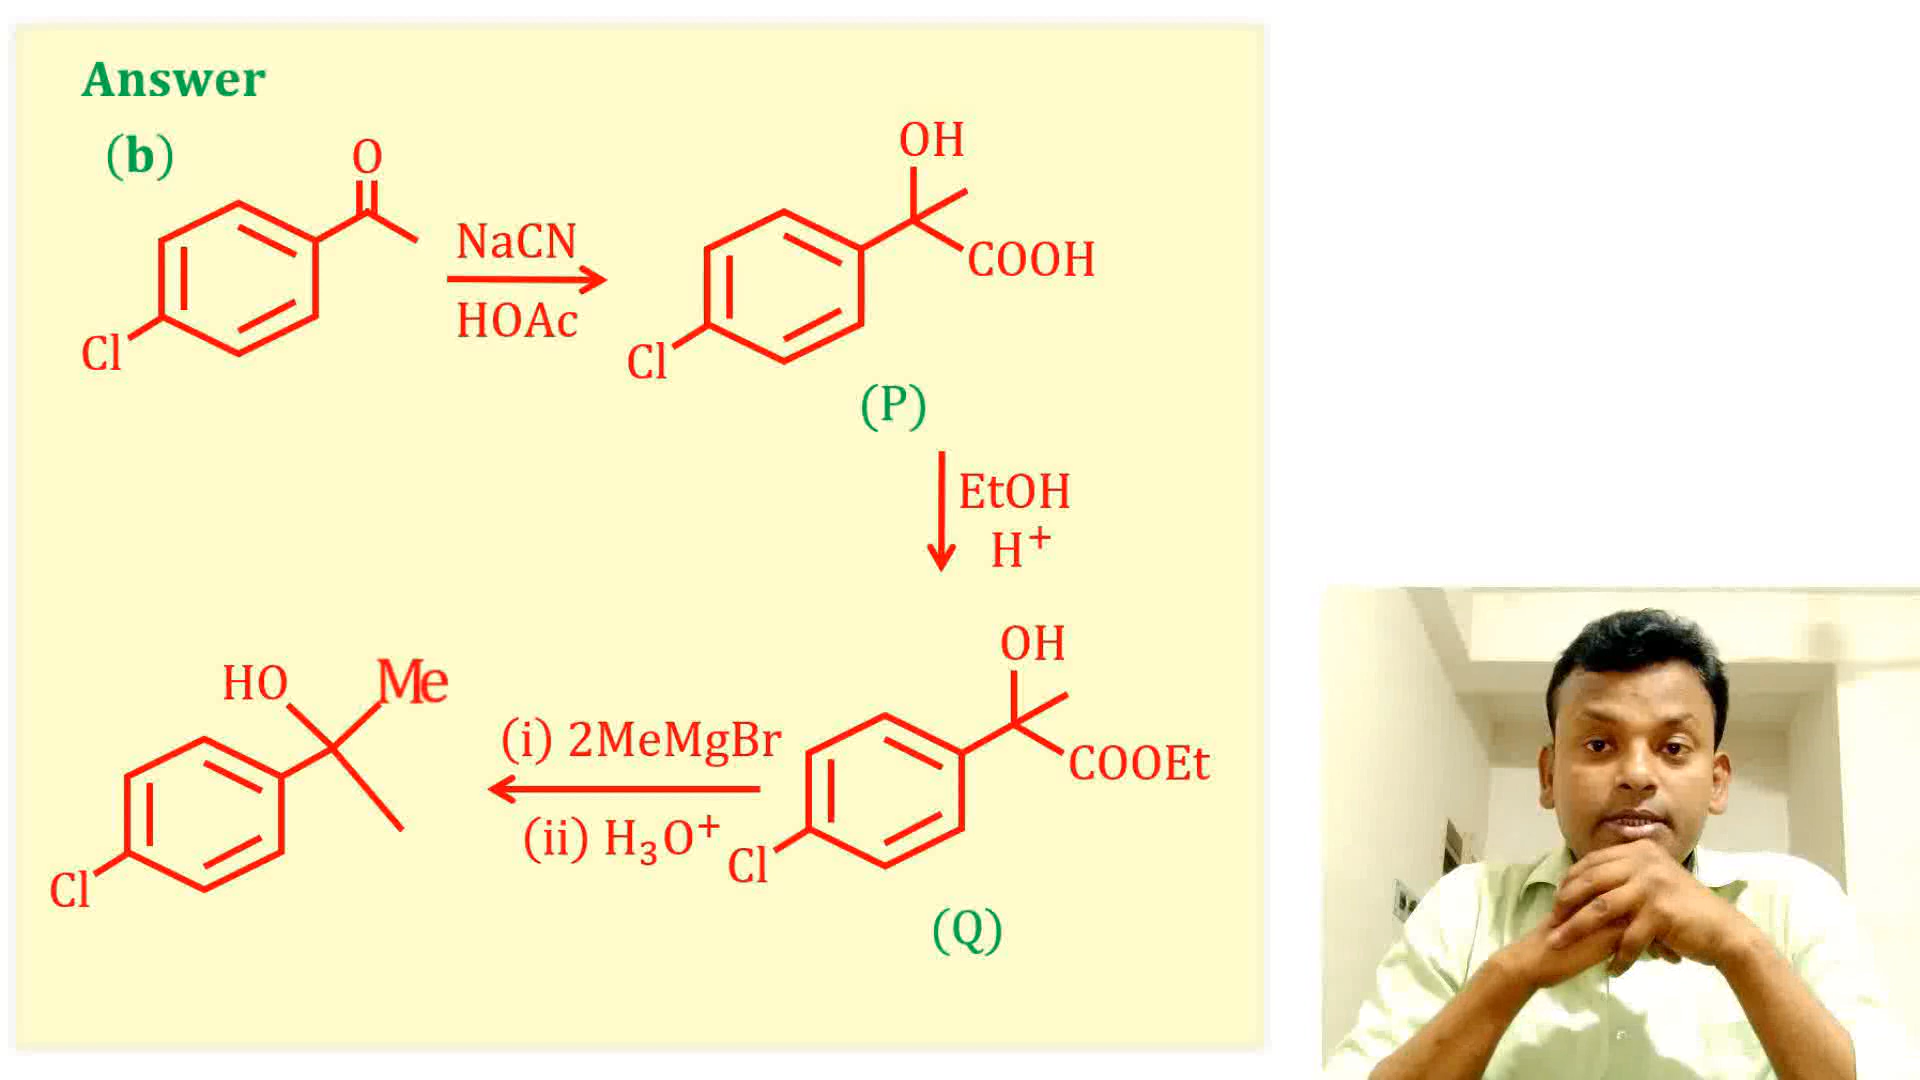 Answer
(b)
O
NaCN
HOAc
Cl
OH
COOH
Cl
(P)
EtOH
H⁺
OH
COOEt
Cl
(Q)
(i) 2MeMgBr
(ii) H₃O⁺
HO
Me
Cl